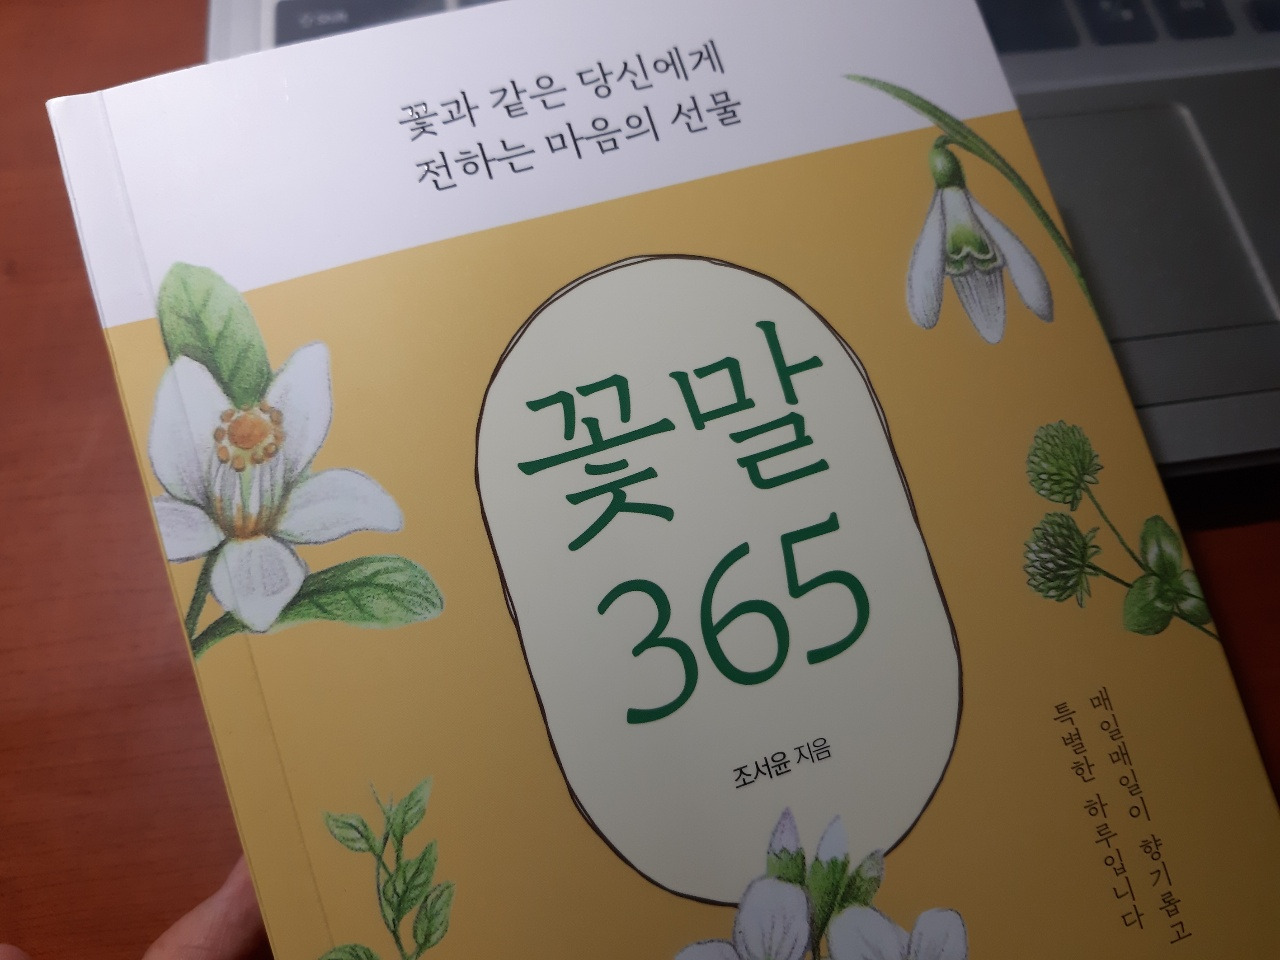 꽃과 같은 당신에게
전하는 마음의 선물
꽃말
365
조서윤 지음
매일매일이 향기롭고
특별한 하루입니다